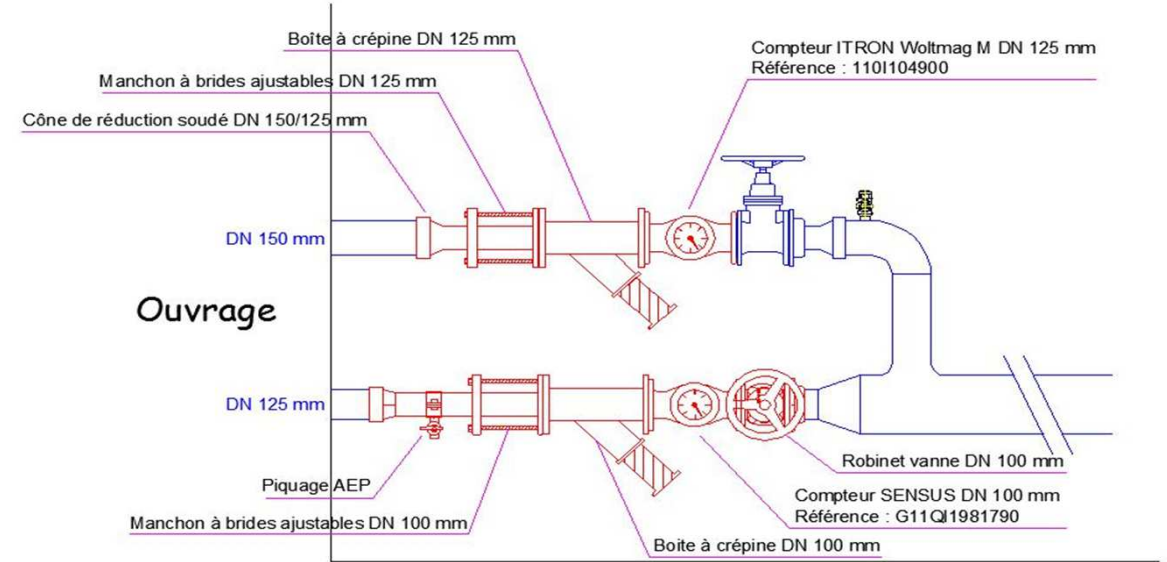 Boîte à crépine DN 125 mm
Compteur ITRON Woltmag M DN 125 mm
Référence : 110I104900
Manchon à brides ajustables DN 125 mm
Cône de réduction soudé DN 150/125 mm
DN 150 mm
Ouvrage
DN 125 mm
Robinet vanne DN 100 mm
Piquage AEP
Compteur SENSUS DN 100 mm
Référence : G11QI1981790
Manchon à brides ajustables DN 100 mm
Boite à crépine DN 100 mm